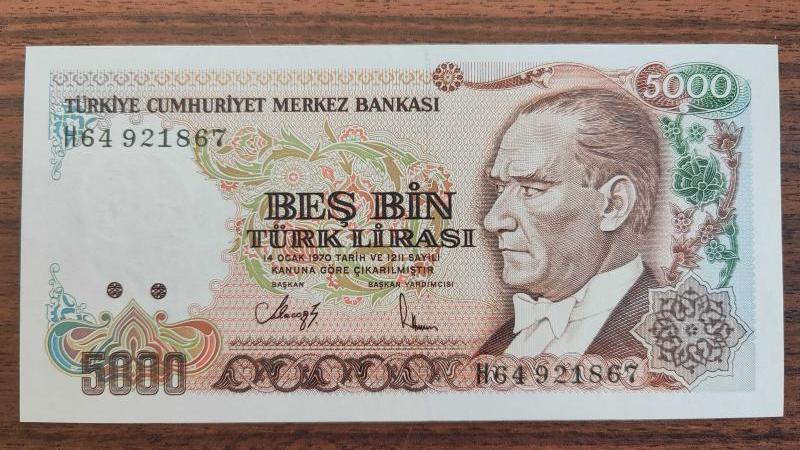 5000
TÜRKİYE CUMHURİYET MERKEZ BANKASI
H64 921867
BEŞ BİN
TÜRK LİRASI
14 OCAK 1970 TARİH VE 1211 SAYILI
KANUNA GÖRE ÇIKARILMIŞTIR
BAŞKAN BAŞKAN YARDIMCISI
5000
H64 921867